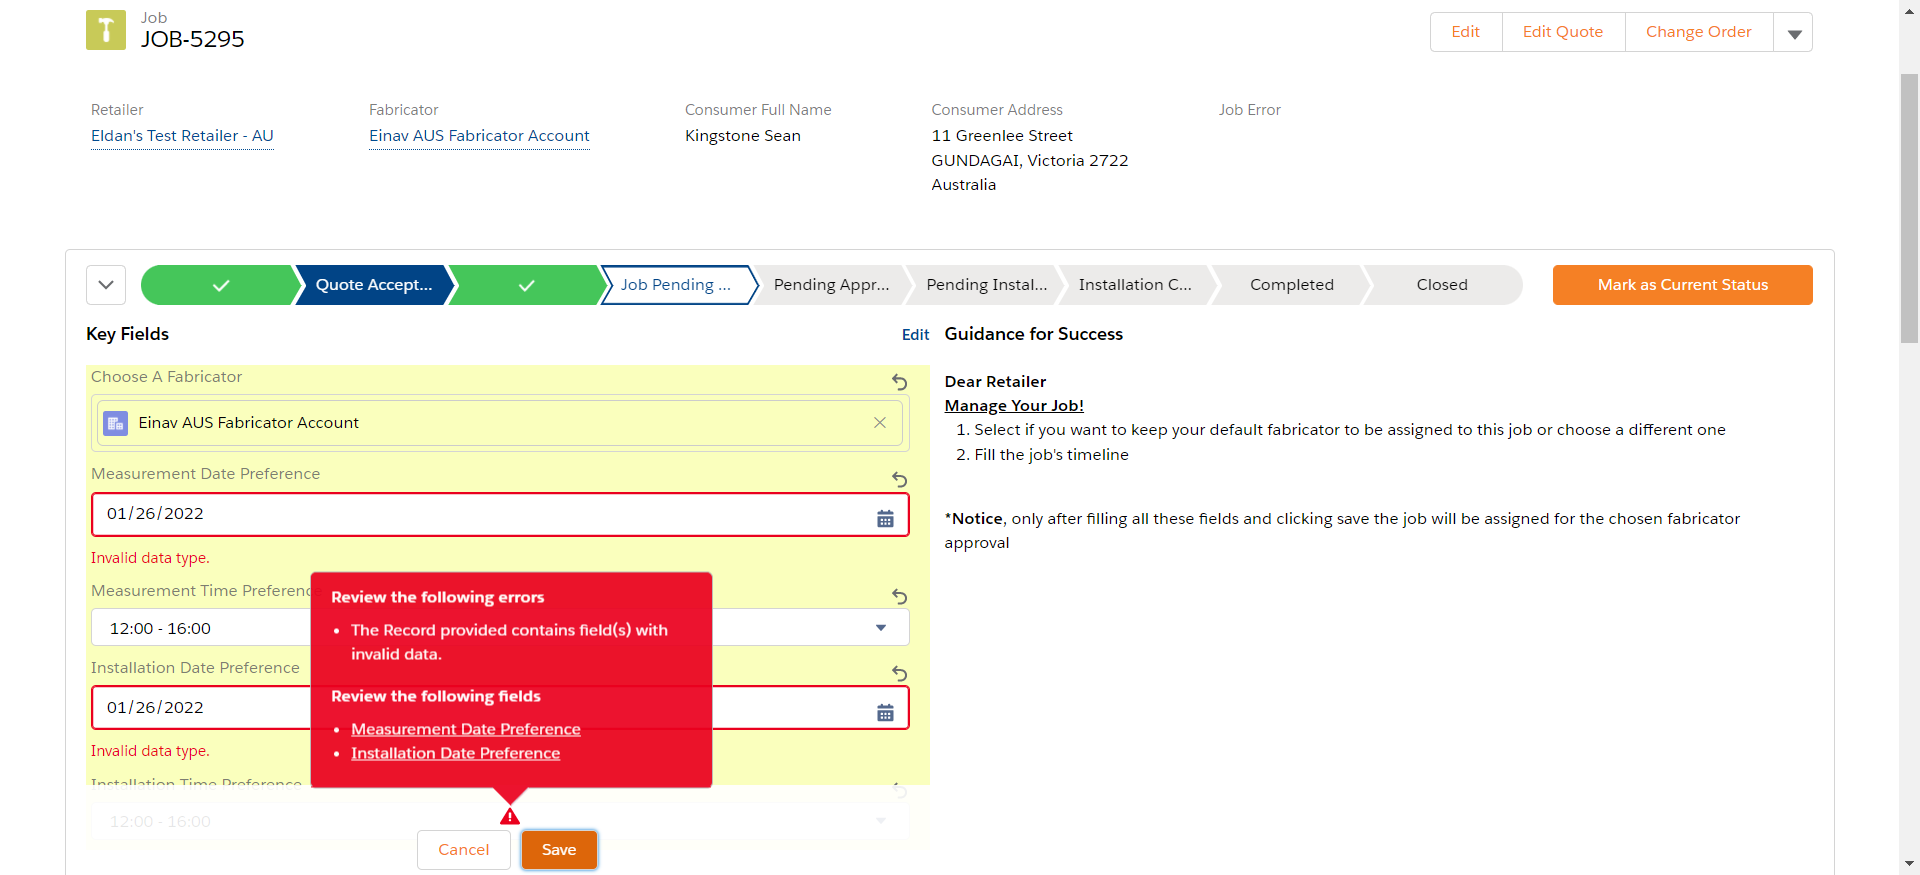 Job
JOB-5295
Edit
Edit Quote
Change Order
Retailer
Eldan's Test Retailer - AU
Fabricator
Einav AUS Fabricator Account
Consumer Full Name
Kingstone Sean
Consumer Address
11 Greenlee Street
GUNDAGAI, Victoria 2722
Australia
Job Error
Quote Accept...
Job Pending ...
Pending Appr...
Pending Instal...
Installation C...
Completed
Closed
Mark as Current Status
Key Fields
Edit
Choose A Fabricator
Einav AUS Fabricator Account
Measurement Date Preference
01/26/2022
Invalid data type.
Measurement Time Preference
12:00 - 16:00
Installation Date Preference
01/26/2022
Invalid data type.
Installation Time Preference
12:00 - 16:00
Review the following errors
• The Record provided contains field(s) with
invalid data.
Review the following fields
• Measurement Date Preference
• Installation Date Preference
Cancel
Save
Guidance for Success
Dear Retailer
Manage Your Job!
1. Select if you want to keep your default fabricator to be assigned to this job or choose a different one
2. Fill the job's timeline
*Notice, only after filling all these fields and clicking save the job will be assigned for the chosen fabricator
approval